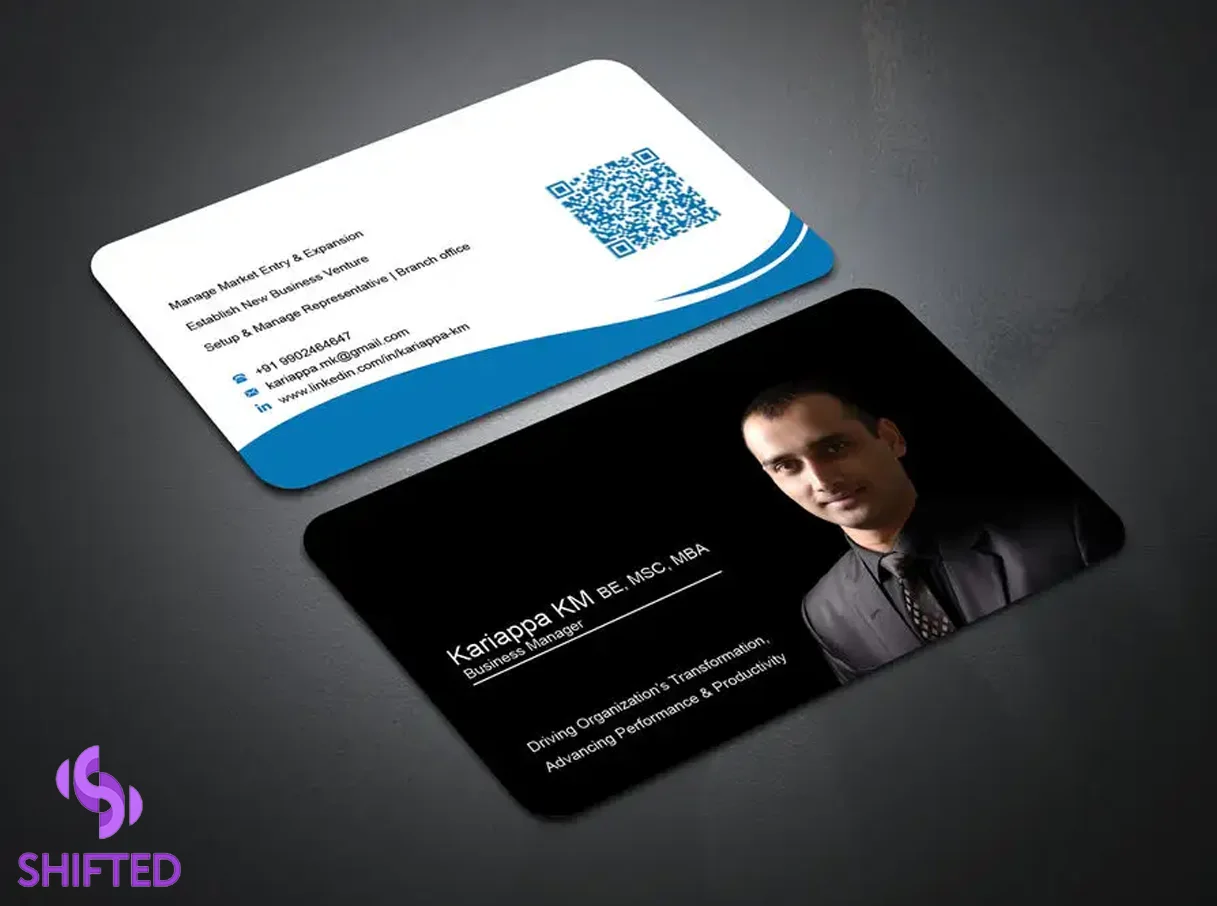 Manage Market Entry & Expansion
Establish New Business Venture
Setup & Manage Representative | Branch office
+91 9902464647
kariappa.mk@gmail.com
in www.linkedin.com/in/kariappa-km
Kariappa KM BE, MSC, MBA
Business Manager
Driving Organization's Transformation,
Advancing Performance & Productivity
SHIFTED